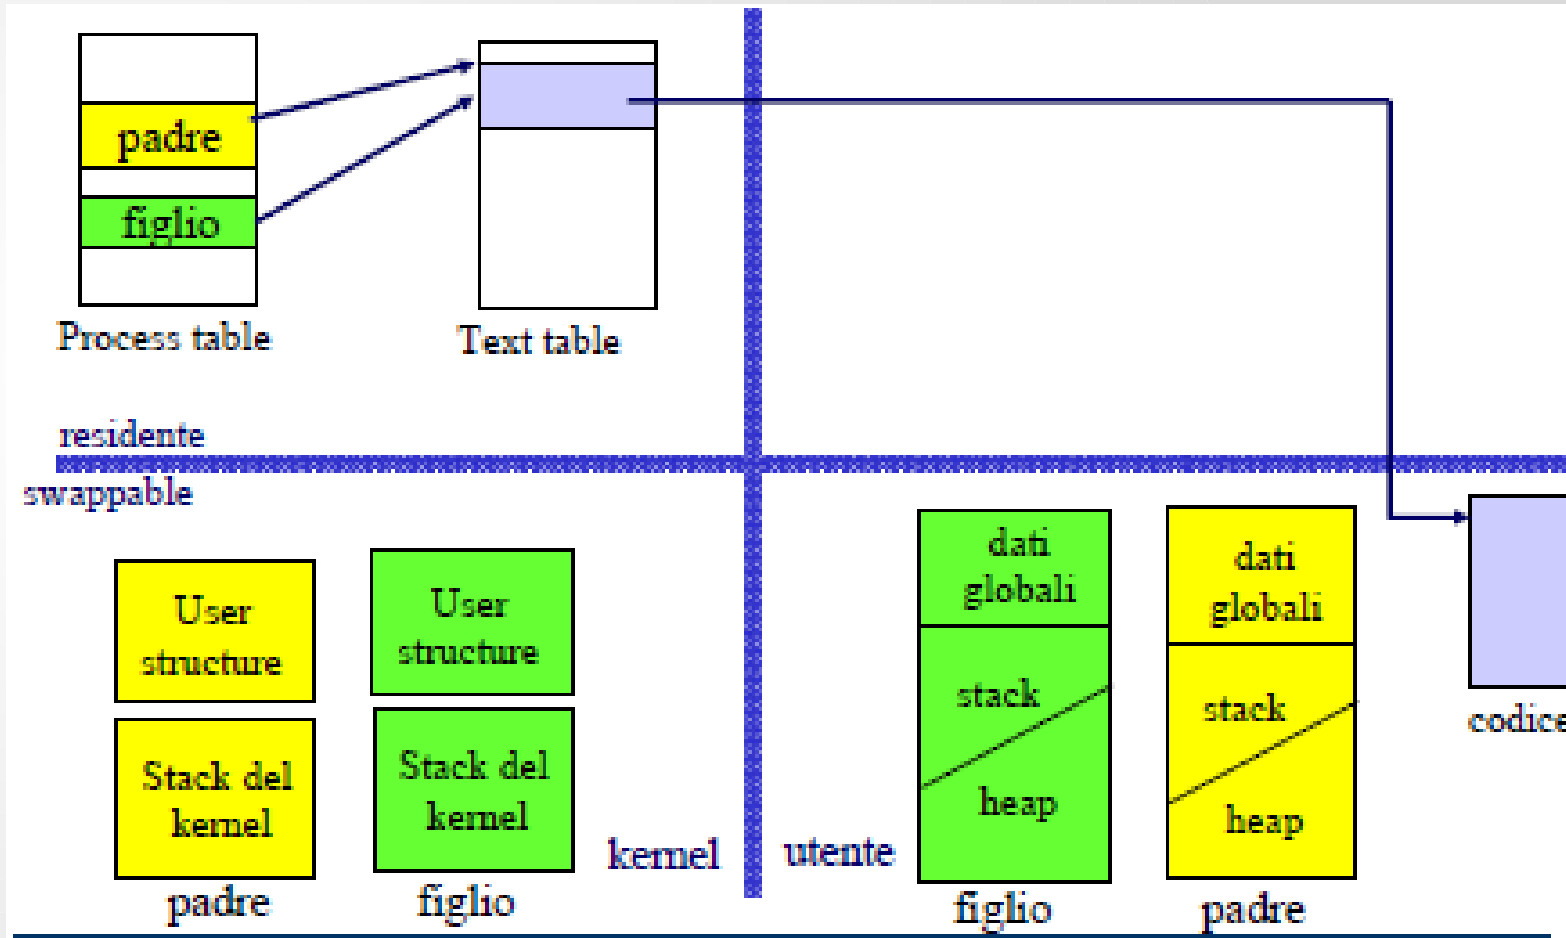 padre
figlio
Process table
Text table
residente
swappable
User
structure
Stack del
kernel
padre
User
structure
Stack del
kernel
figlio
kernel
utente
dati
globali
stack
heap
figlio
dati
globali
stack
heap
padre
codice